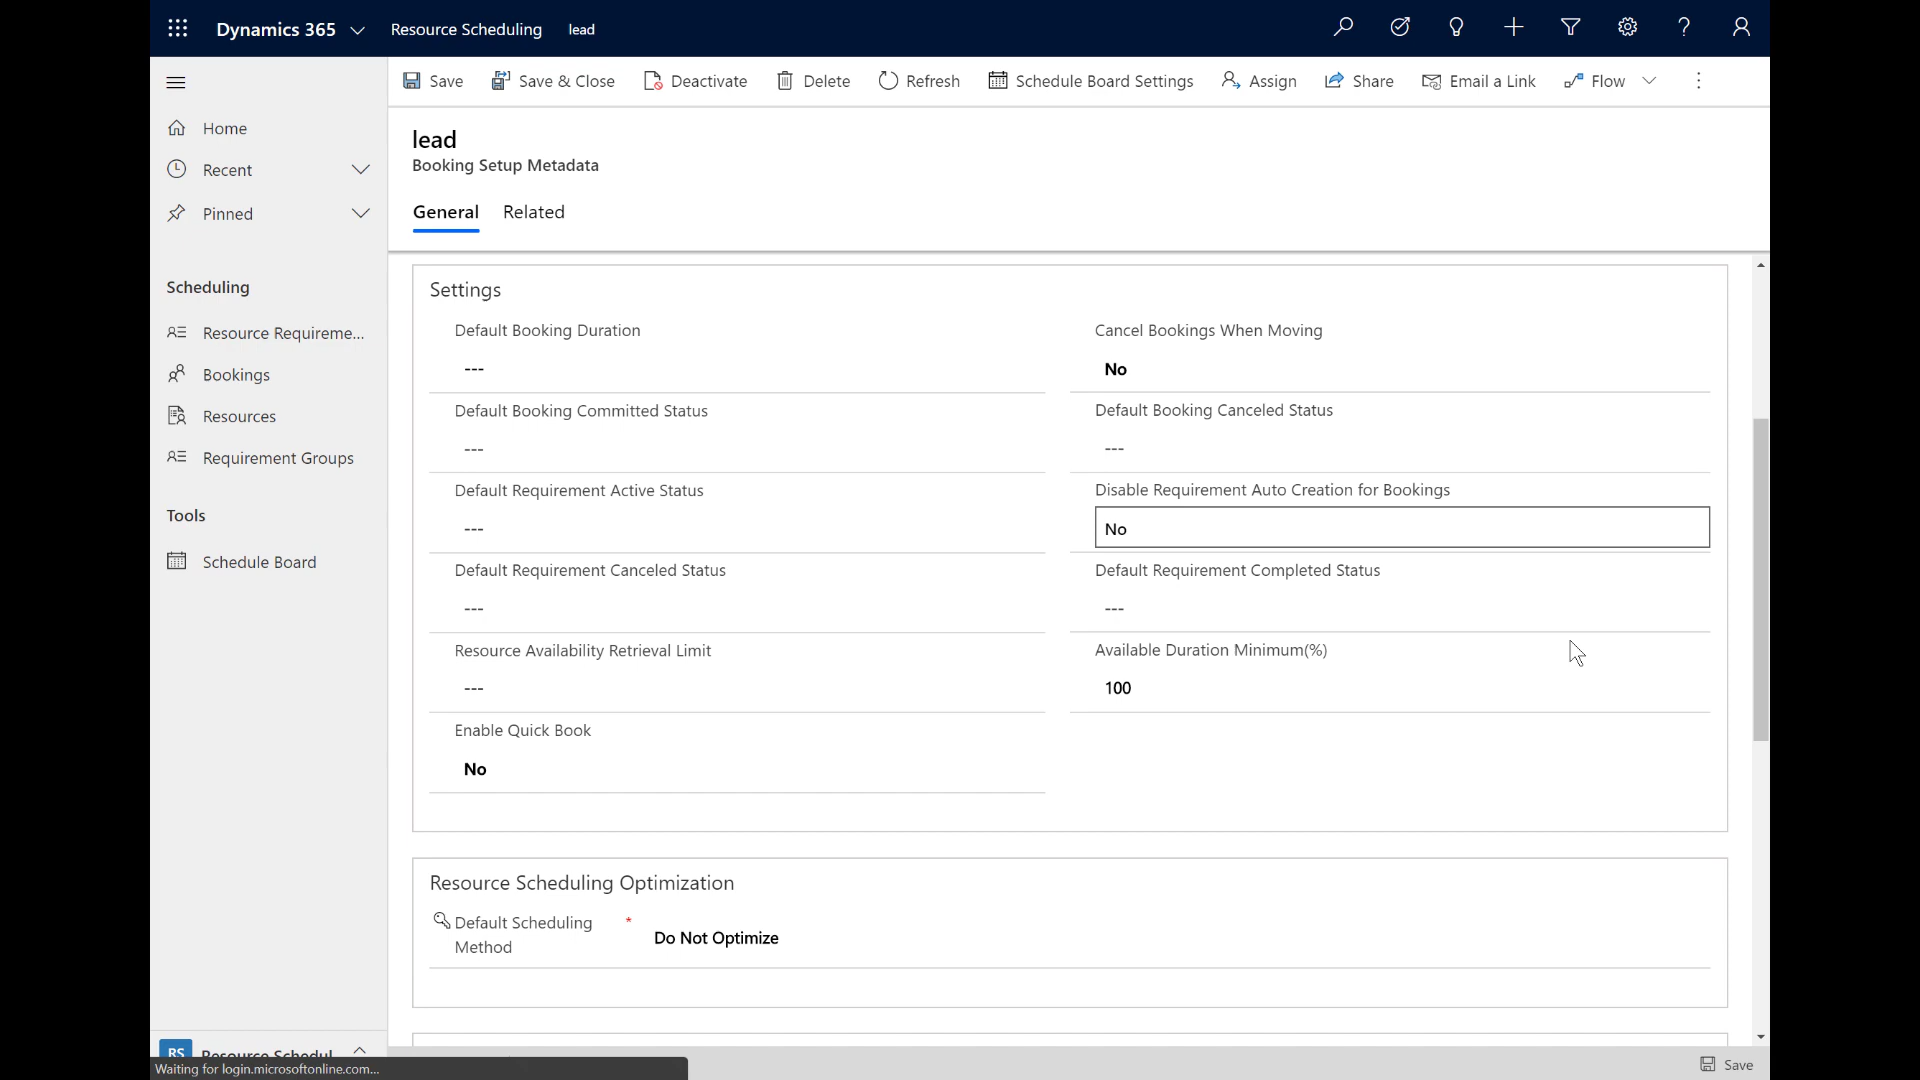 Dynamics 365 Resource Scheduling lead
Save Save & Close Deactivate Delete Refresh Schedule Board Settings Assign Share Email a Link Flow
Home
Recent
Pinned
Scheduling
Resource Requireme...
Bookings
Resources
Requirement Groups
Tools
Schedule Board
RS Resource Schedul
Waiting for login.microsoftonline.com...
lead
Booking Setup Metadata
General Related
Settings
Default Booking Duration
---
Cancel Bookings When Moving
No
Default Booking Committed Status
---
Default Booking Canceled Status
---
Default Requirement Active Status
---
Disable Requirement Auto Creation for Bookings
No
Default Requirement Canceled Status
---
Default Requirement Completed Status
---
Resource Availability Retrieval Limit
---
Available Duration Minimum(%)
100
Enable Quick Book
No
Resource Scheduling Optimization
Default Scheduling
Method
*
Do Not Optimize
Save